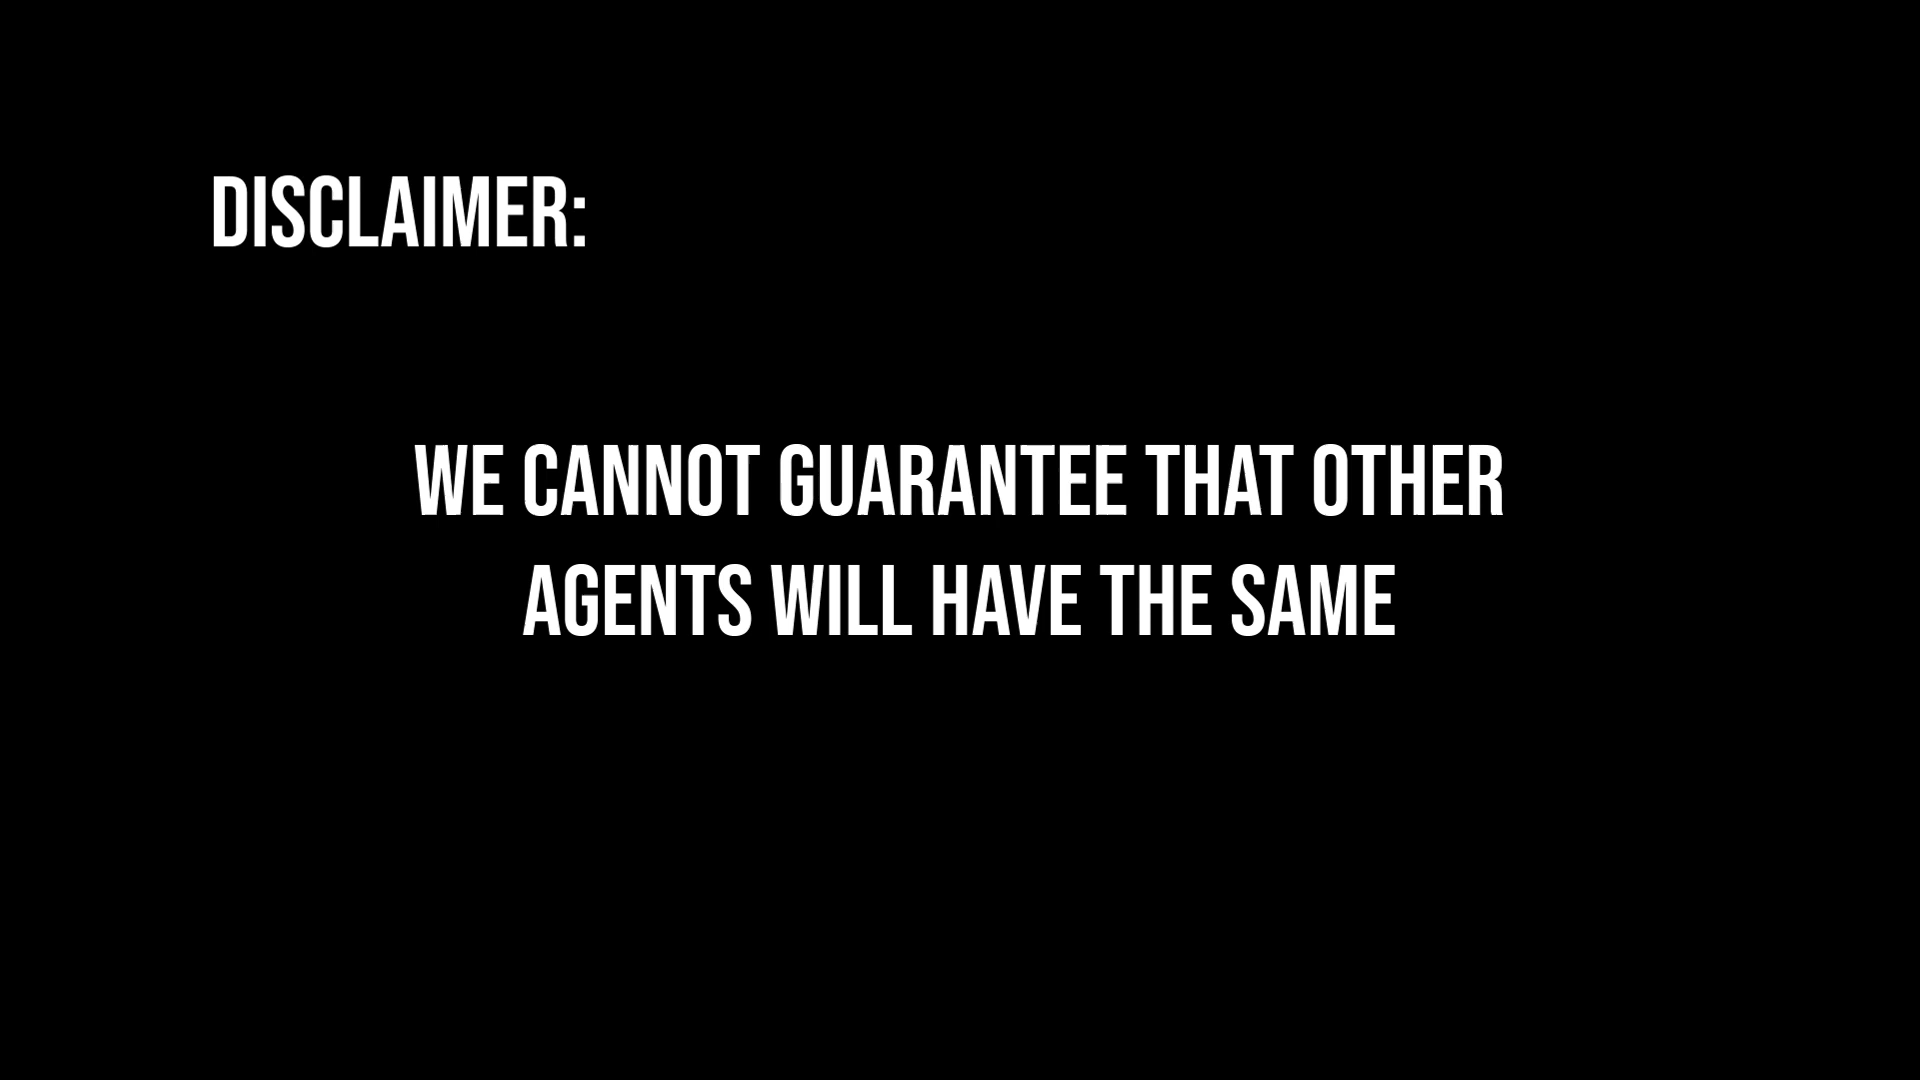 DISCLAIMER:
WE CANNOT GUARANTEE THAT OTHER
AGENTS WILL HAVE THE SAME